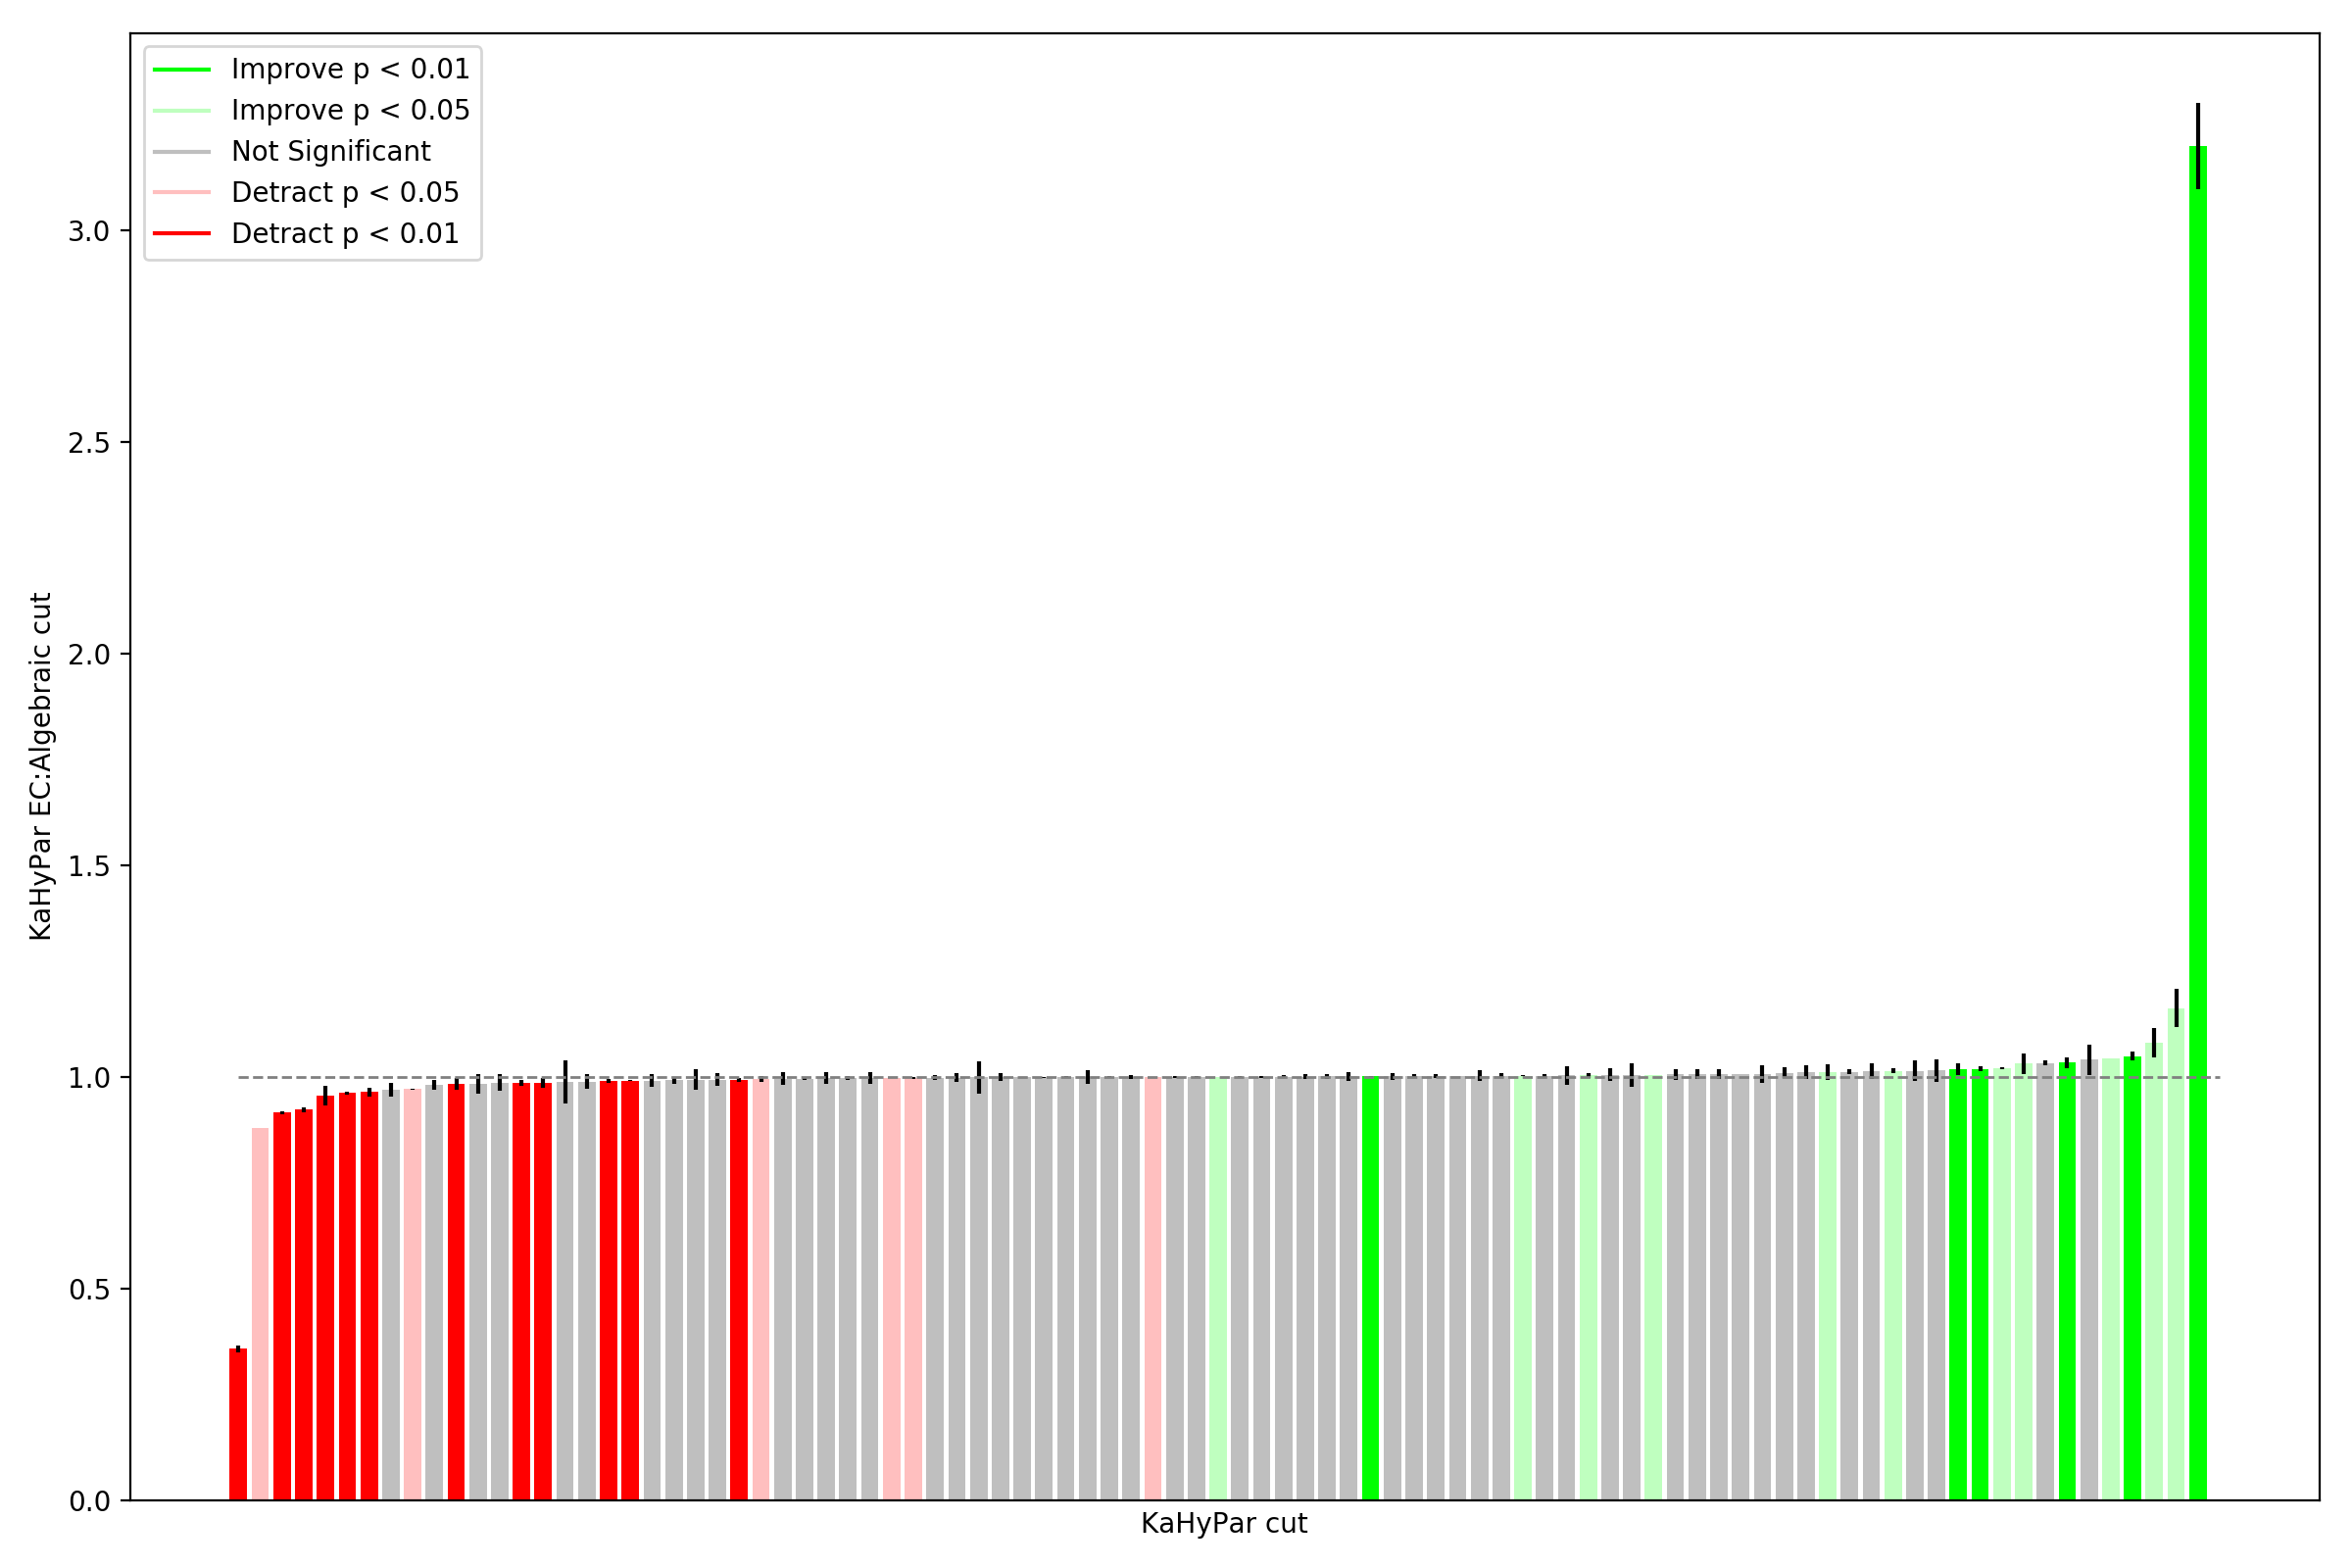 Improve p < 0.01
Improve p < 0.05
Not Significant
Detract p < 0.05
Detract p < 0.01
3.0
2.5
2.0
1.5
1.0
0.5
0.0
KaHyPar EC:Algebraic cut
KaHyPar cut